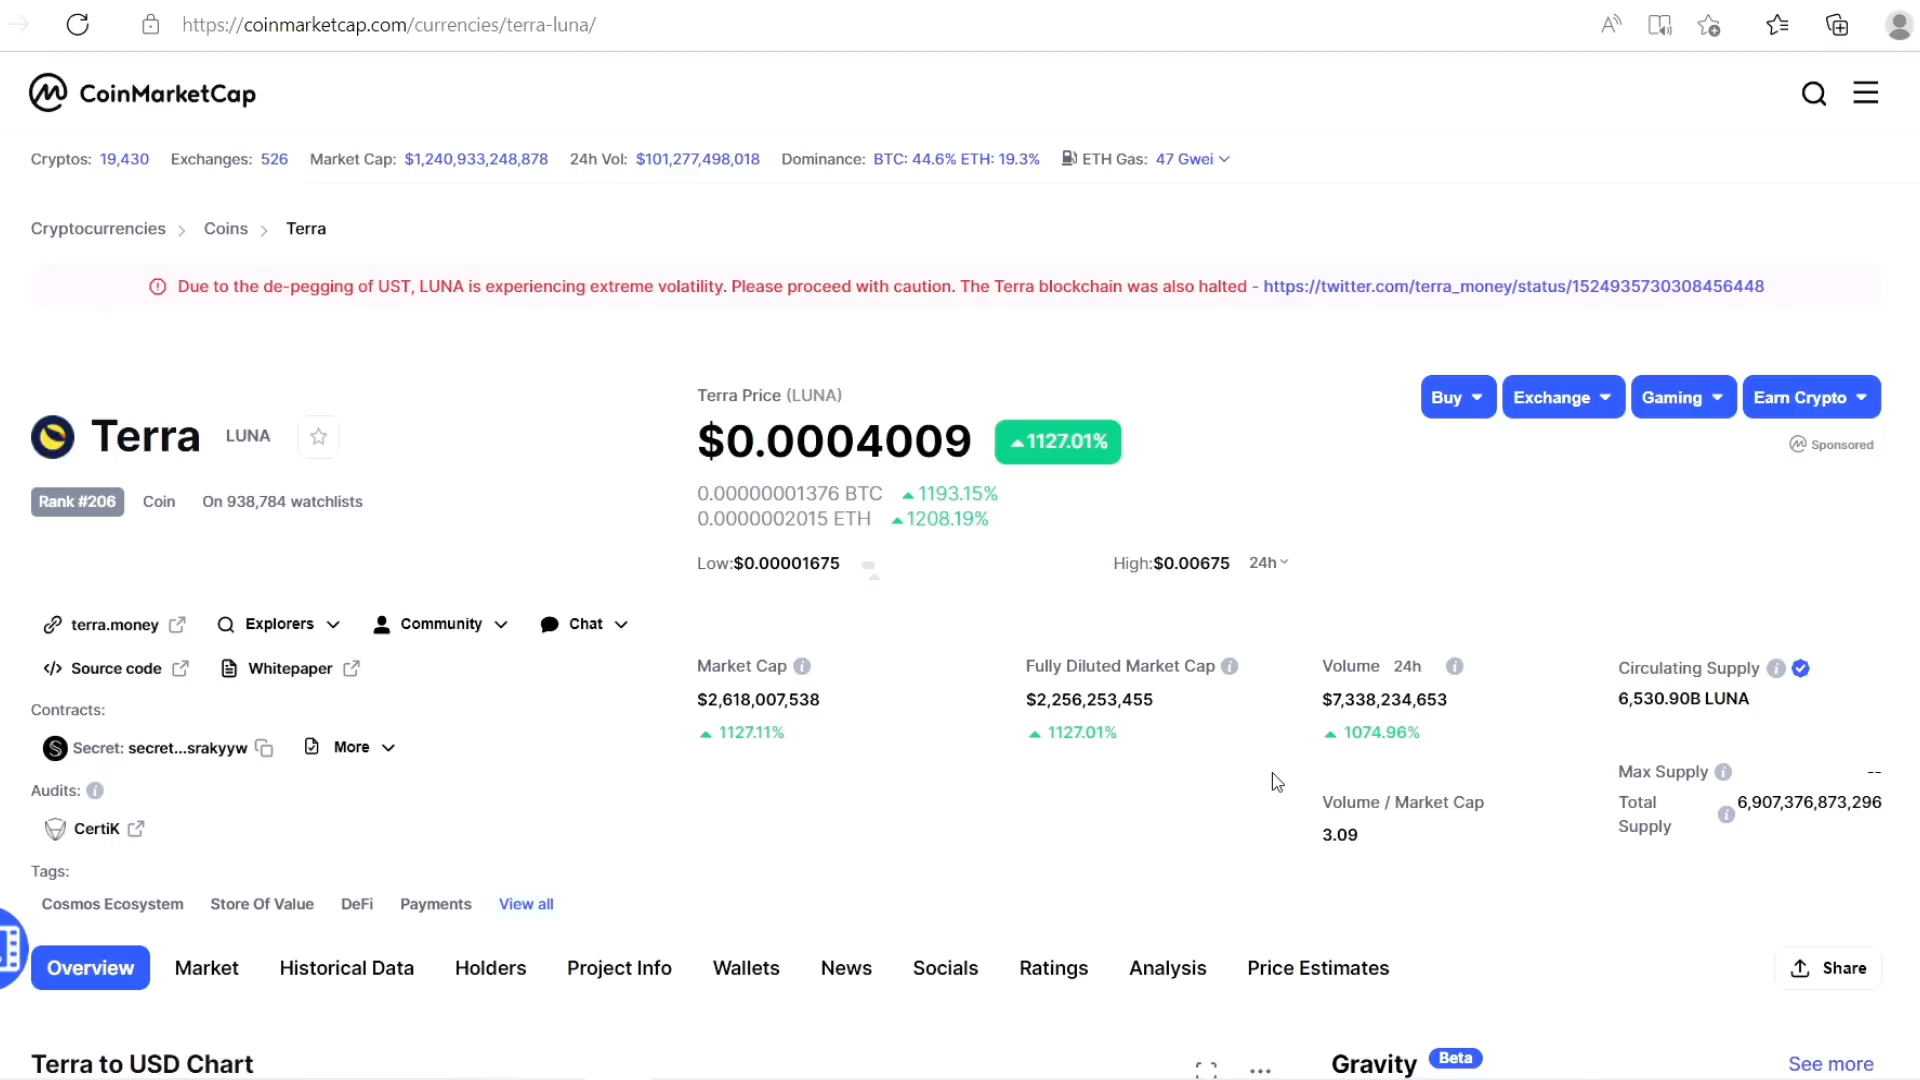 https://coinmarketcap.com/currencies/terra-luna/
CoinMarketCap
Cryptos: 19,430 Exchanges: 526 Market Cap: $1,240,933,248,878 24h Vol: $101,277,498,018 Dominance: BTC: 44.6% ETH: 19.3% ETH Gas: 47 Gwei
Cryptocurrencies Coins Terra
Due to the de-pegging of UST, LUNA is experiencing extreme volatility. Please proceed with caution. The Terra blockchain was also halted - https://twitter.com/terra_money/status/1524935730308456448
Terra LUNA
Rank #206 Coin On 938,784 watchlists
terra.money Explorers Community Chat
Source code Whitepaper
Contracts:
Secret: secret...srakyyw More
Audits:
CertiK
Tags:
Cosmos Ecosystem Store Of Value DeFi Payments View all
Terra Price (LUNA)
$0.0004009 1127.01%
0.00000001376 BTC 1193.15%
0.0000002015 ETH 1208.19%
Low:$0.00001675 High:$0.00675 24h
Buy Exchange Gaming Earn Crypto
Sponsored
Market Cap
$2,618,007,538
1127.11%
Fully Diluted Market Cap
$2,256,253,455
1127.01%
Volume 24h
$7,338,234,653
1074.96%
Volume / Market Cap
3.09
Circulating Supply
6,530.90B LUNA
Max Supply --
Total Supply 6,907,376,873,296
Overview Market Historical Data Holders Project Info Wallets News Socials Ratings Analysis Price Estimates Share
Terra to USD Chart
Gravity Beta See more